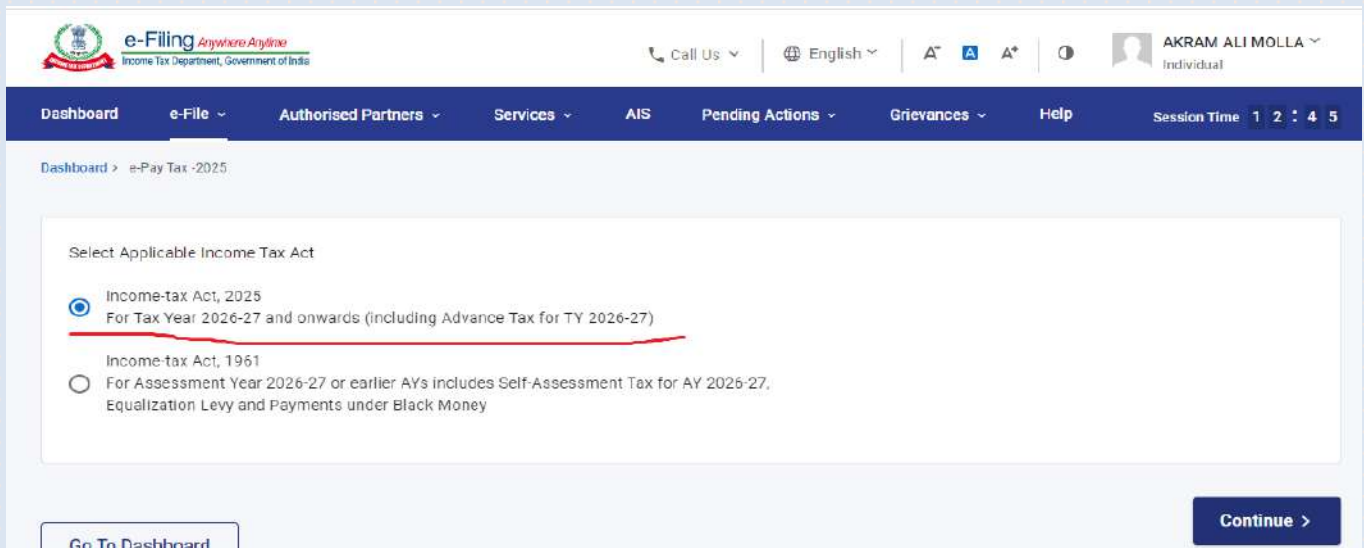 e-Filing Anywhere Anytime
Income Tax Department, Government of India
Call Us
English
A⁻ A A⁺
AKRAM ALI MOLLA
Individual
Dashboard e-File Authorised Partners Services AIS Pending Actions Grievances Help Session Time 1 2 : 4 5
Dashboard > e-Pay Tax -2025
Select Applicable Income Tax Act
Income-tax Act, 2025
For Tax Year 2026-27 and onwards (including Advance Tax for TY 2026-27)
Income-tax Act, 1961
For Assessment Year 2026-27 or earlier AYs includes Self-Assessment Tax for AY 2026-27,
Equalization Levy and Payments under Black Money
Continue >
Go To Dashboard